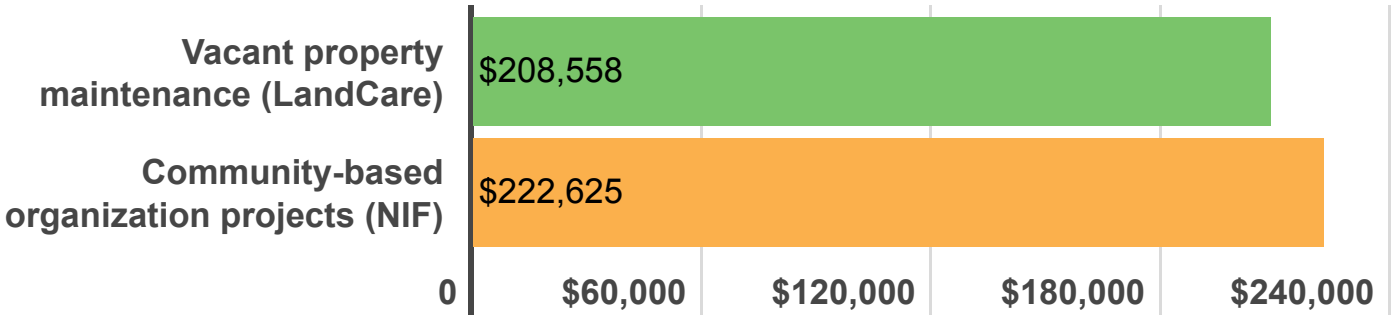 Vacant property
maintenance (LandCare)
$208,558
Community-based
organization projects (NIF)
$222,625
0 $60,000 $120,000 $180,000 $240,000